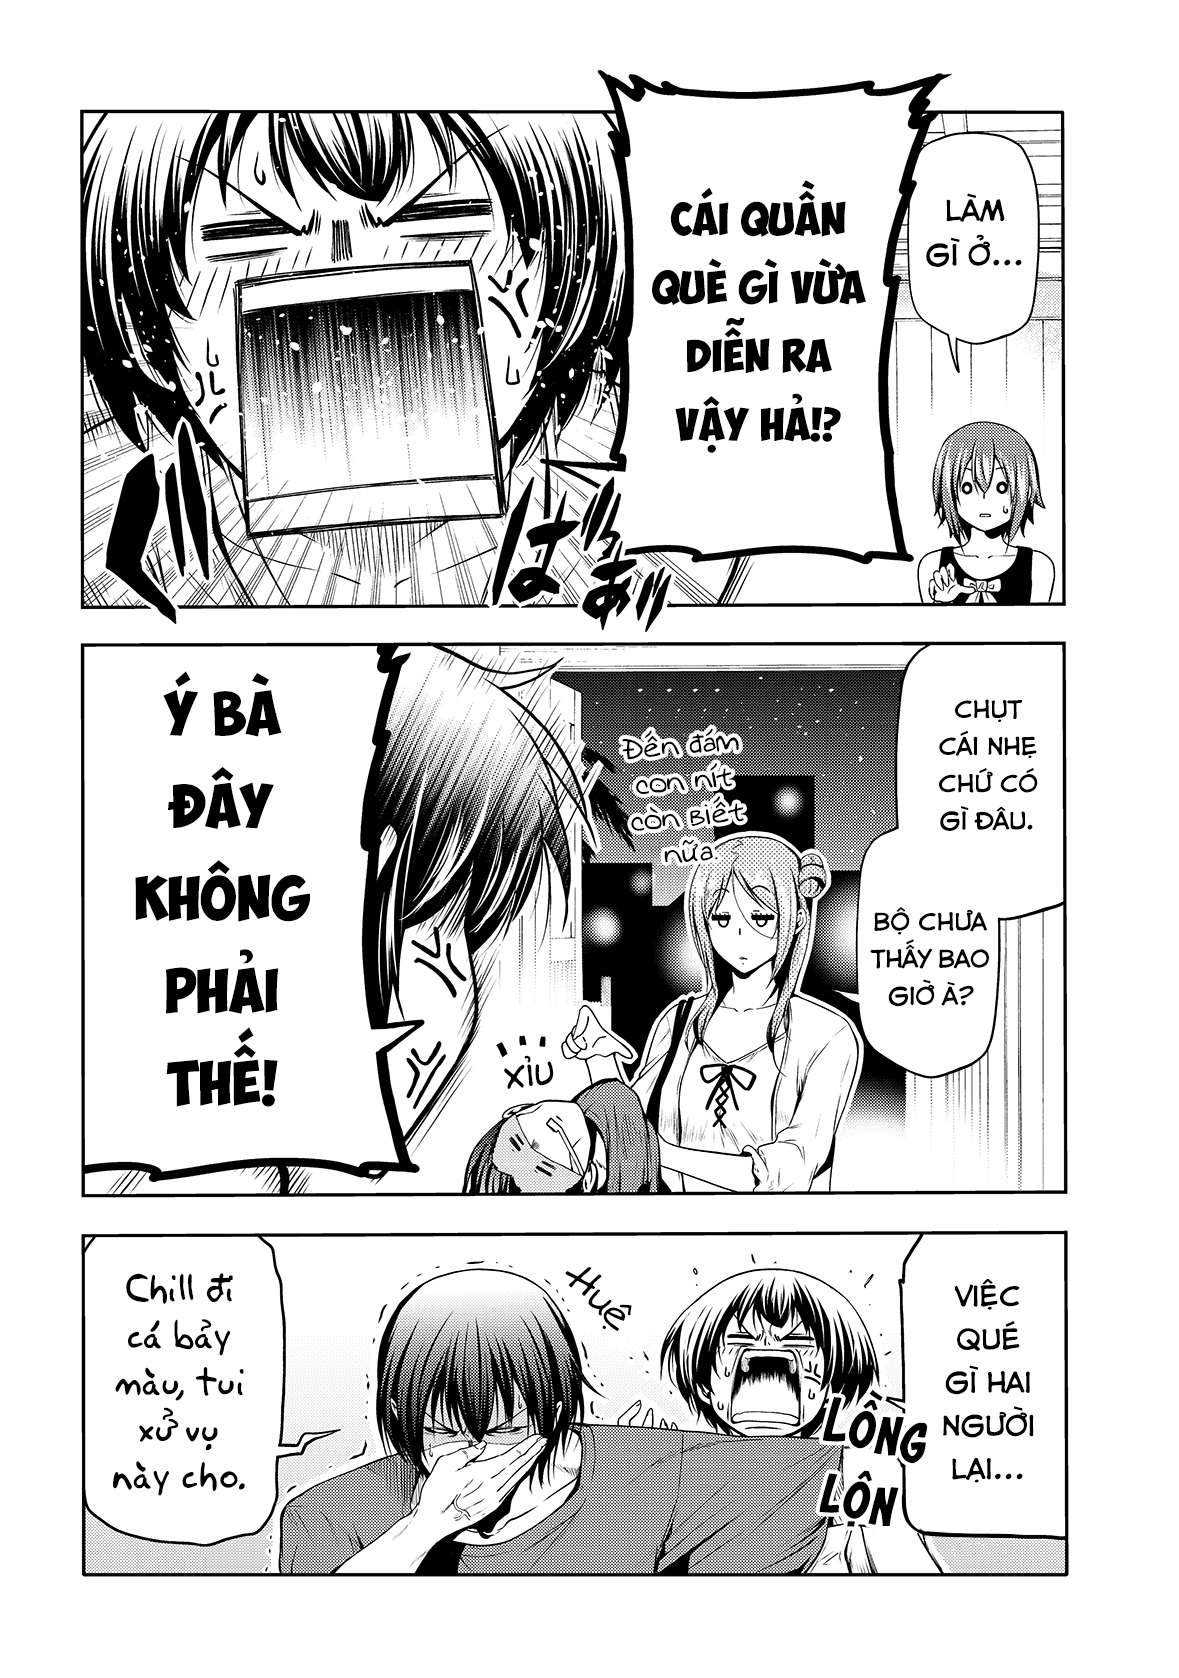 LÀM
GÌ Ở...
CÁI QUẦN
QUÈ GÌ VỪA
DIỄN RA
VẬY HẢ!?
はぁあッ
CHỤT
CÁI NHẸ
CHỨ CÓ
GÌ ĐÂU.
BỘ CHƯA
THẤY BAO
GIỜ À?
Đến đám
con nít
còn biết
nữa
XỈU
Ý BÀ
ĐÂY
KHÔNG
PHẢI
THẾ!
VIỆC
QUÉ
GÌ HAI
NGƯỜI
LẠI...
LỒNG
LỘN
Huệ
Chill đi
cá bảy
màu, tui
xử vụ
này cho.